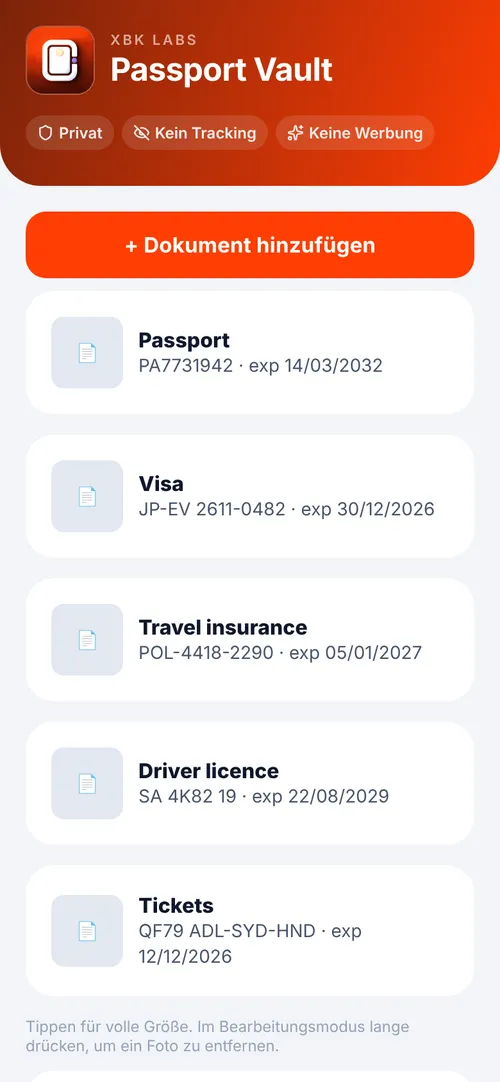 XBK LABS
Passport Vault
Privat
Kein Tracking
Keine Werbung
+ Dokument hinzufügen
Passport
PA7731942 · exp 14/03/2032
Visa
JP-EV 2611-0482 · exp 30/12/2026
Travel insurance
POL-4418-2290 · exp 05/01/2027
Driver licence
SA 4K82 19 · exp 22/08/2029
Tickets
QF79 ADL-SYD-HND · exp
12/12/2026
Tippen für volle Größe. Im Bearbeitungsmodus lange
drücken, um ein Foto zu entfernen.